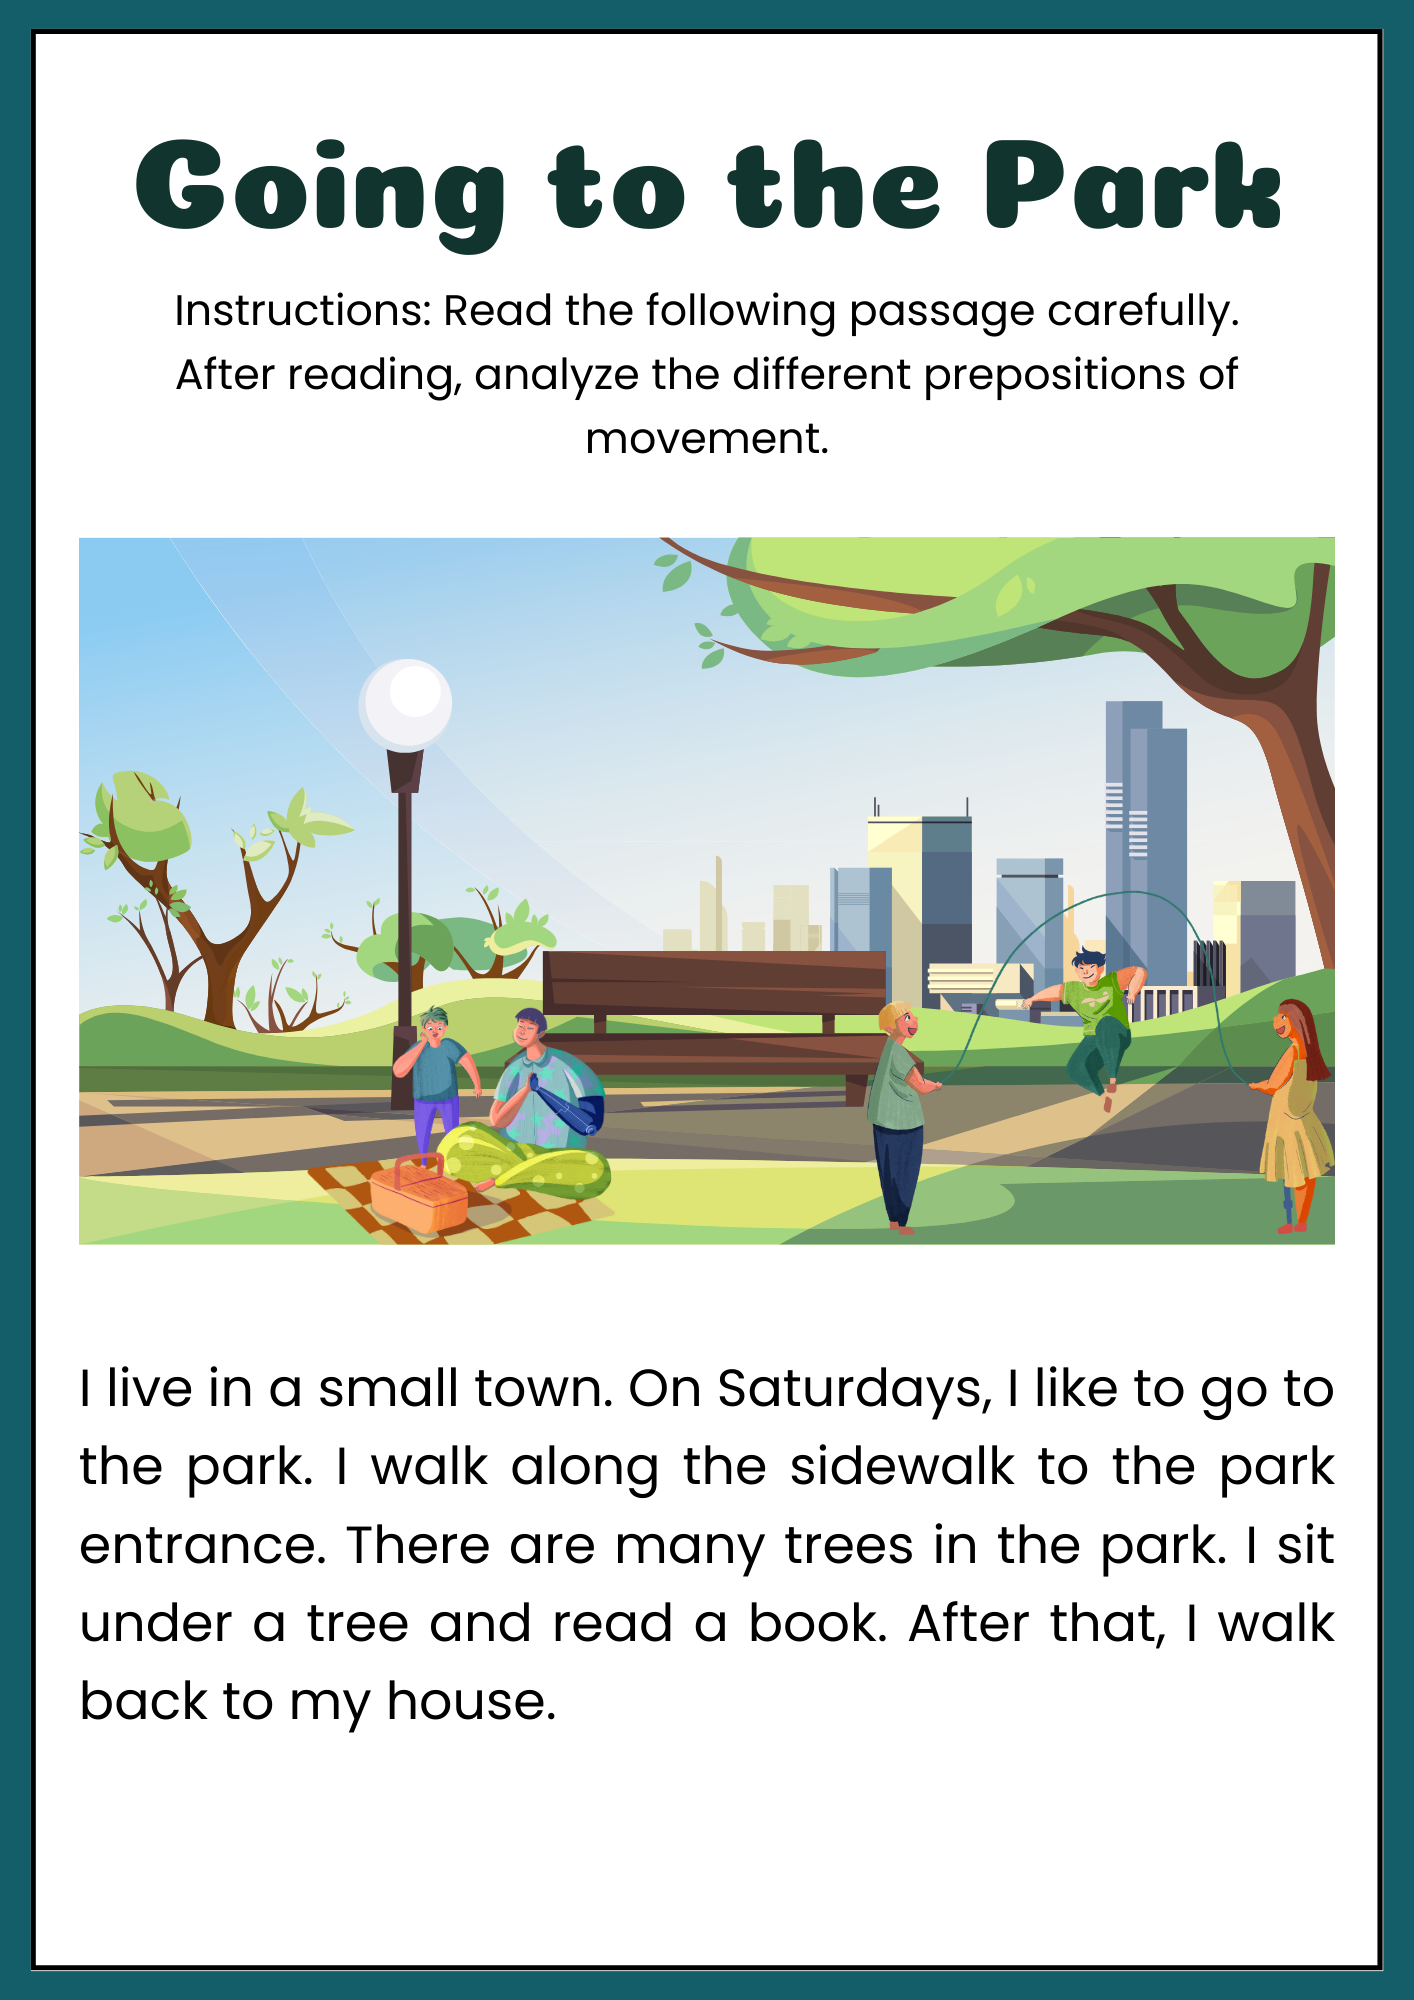 Going to the Park
Instructions: Read the following passage carefully.
After reading, analyze the different prepositions of
movement.
I live in a small town. On Saturdays, I like to go to
the park. I walk along the sidewalk to the park
entrance. There are many trees in the park. I sit
under a tree and read a book. After that, I walk
back to my house.